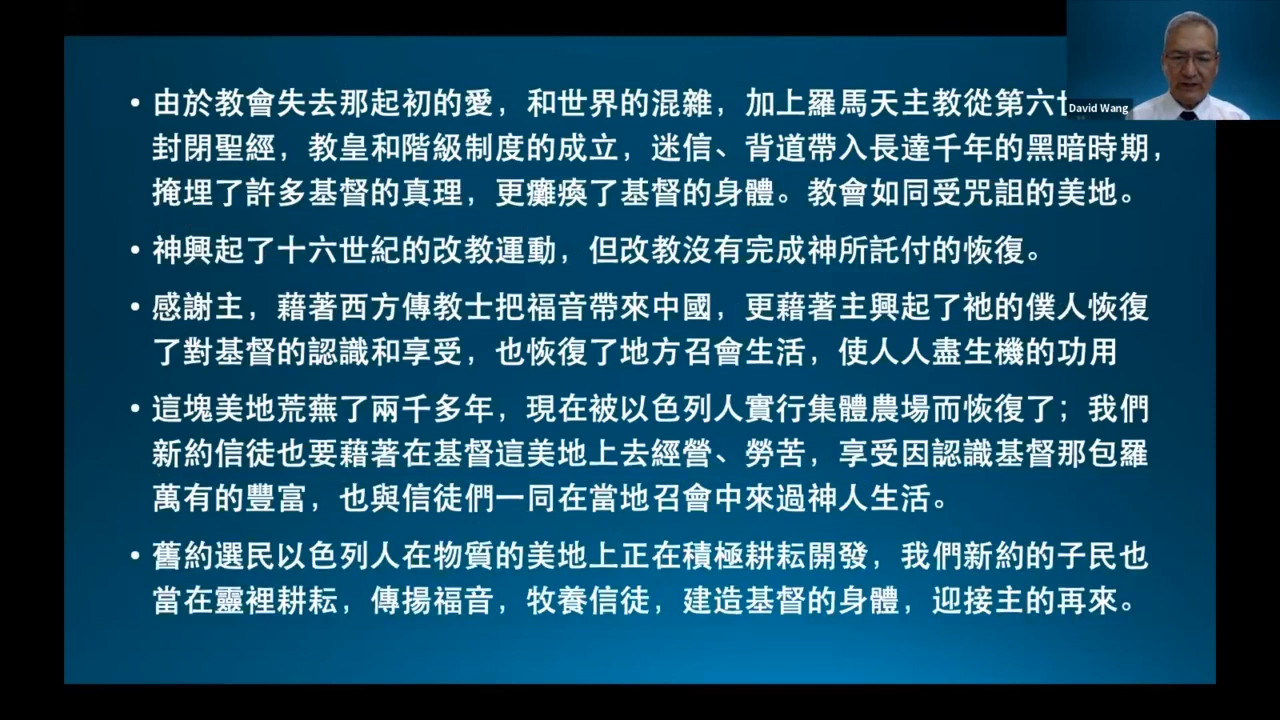 • 由於教會失去那起初的愛，和世界的混雜，加上羅馬天主教從第六世
封閉聖經，教皇和階級制度的成立，迷信、背道帶入長達千年的黑暗時期，
掩埋了許多基督的真理，更癱瘓了基督的身體。教會如同受咒詛的美地。
• 神興起了十六世紀的改教運動，但改教沒有完成神所託付的恢復。
• 感謝主，藉著西方傳教士把福音帶來中國，更藉著主興起了祂的僕人恢復
了對基督的認識和享受，也恢復了地方召會生活，使人人盡生機的功用
• 這塊美地荒蕪了兩千多年，現在被以色列人實行集體農場而恢復了；我們
新約信徒也要藉著在基督這美地上去經營、勞苦，享受因認識基督那包羅
萬有的豐富，也與信徒們一同在當地召會中來過神人生活。
• 舊約選民以色列人在物質的美地上正在積極耕耘開發，我們新約的子民也
當在靈裡耕耘，傳揚福音，牧養信徒，建造基督的身體，迎接主的再來。
David Wang